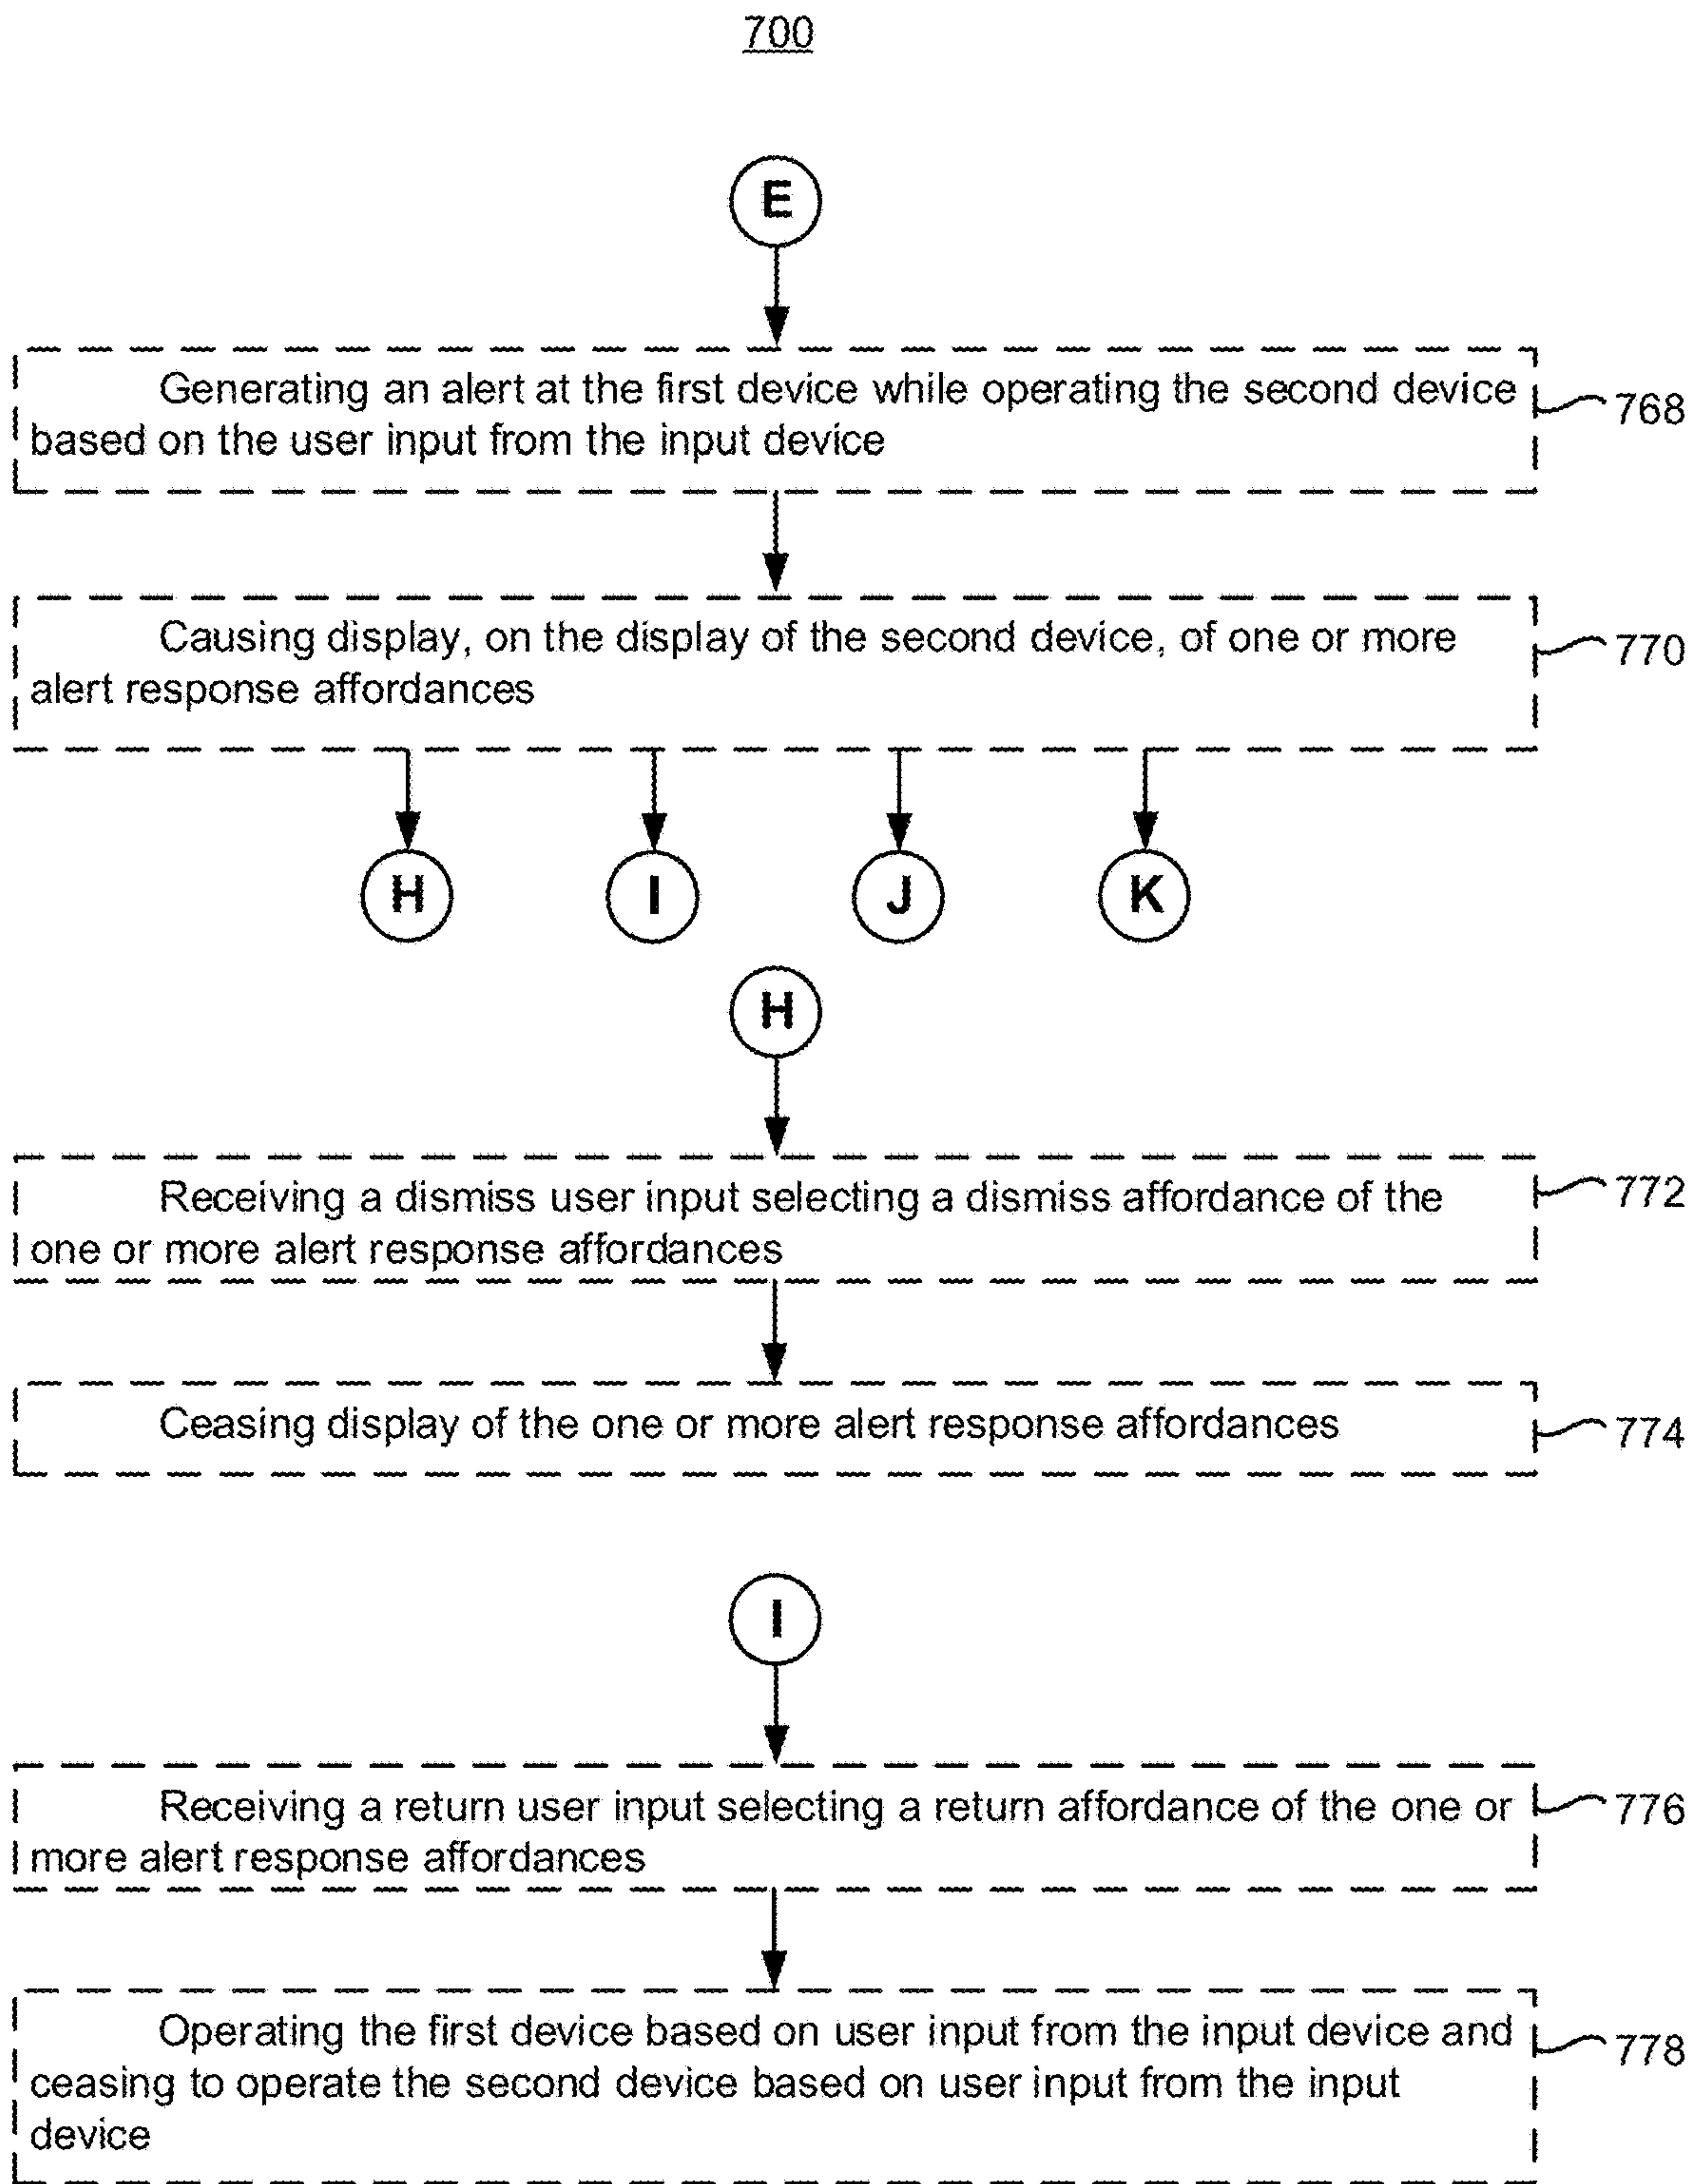 700
E
Generating an alert at the first device while operating the second device
based on the user input from the input device
768
Causing display, on the display of the second device, of one or more
alert response affordances
770
H
I
J
K
H
Receiving a dismiss user input selecting a dismiss affordance of the
one or more alert response affordances
772
Ceasing display of the one or more alert response affordances
774
I
Receiving a return user input selecting a return affordance of the one or
more alert response affordances
776
Operating the first device based on user input from the input device and
ceasing to operate the second device based on user input from the input
device
778